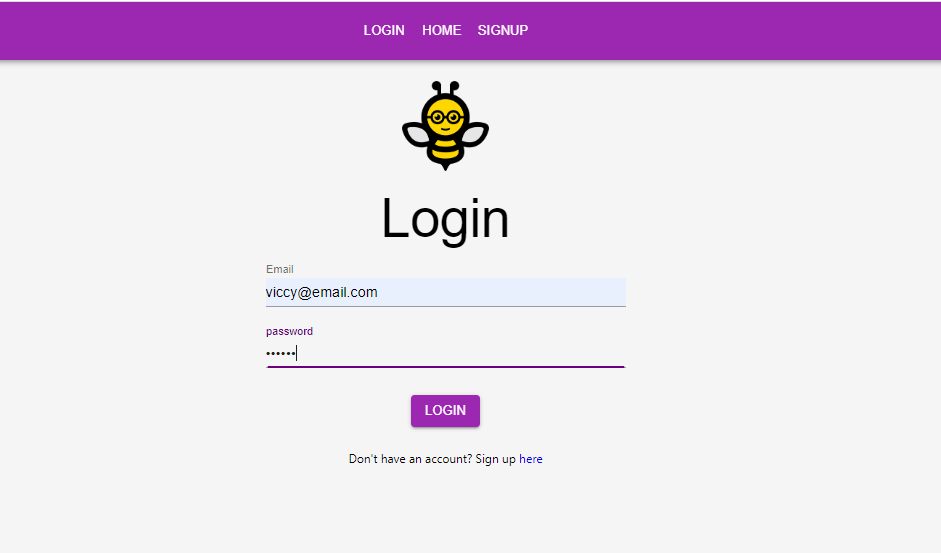 LOGIN HOME SIGNUP
Login
Email
viccy@email.com
password
••••••
LOGIN
Don't have an account? Sign up here